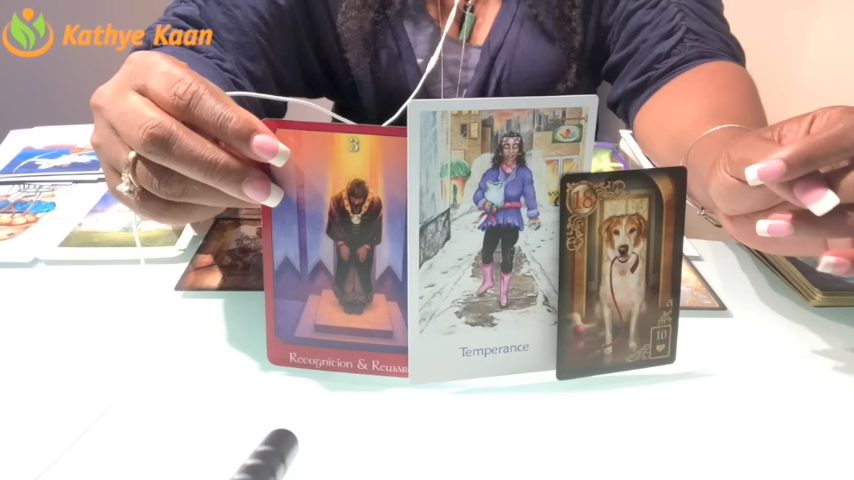 Kathye Kaan
3
Recognition & Rewar
Temperance
18
10